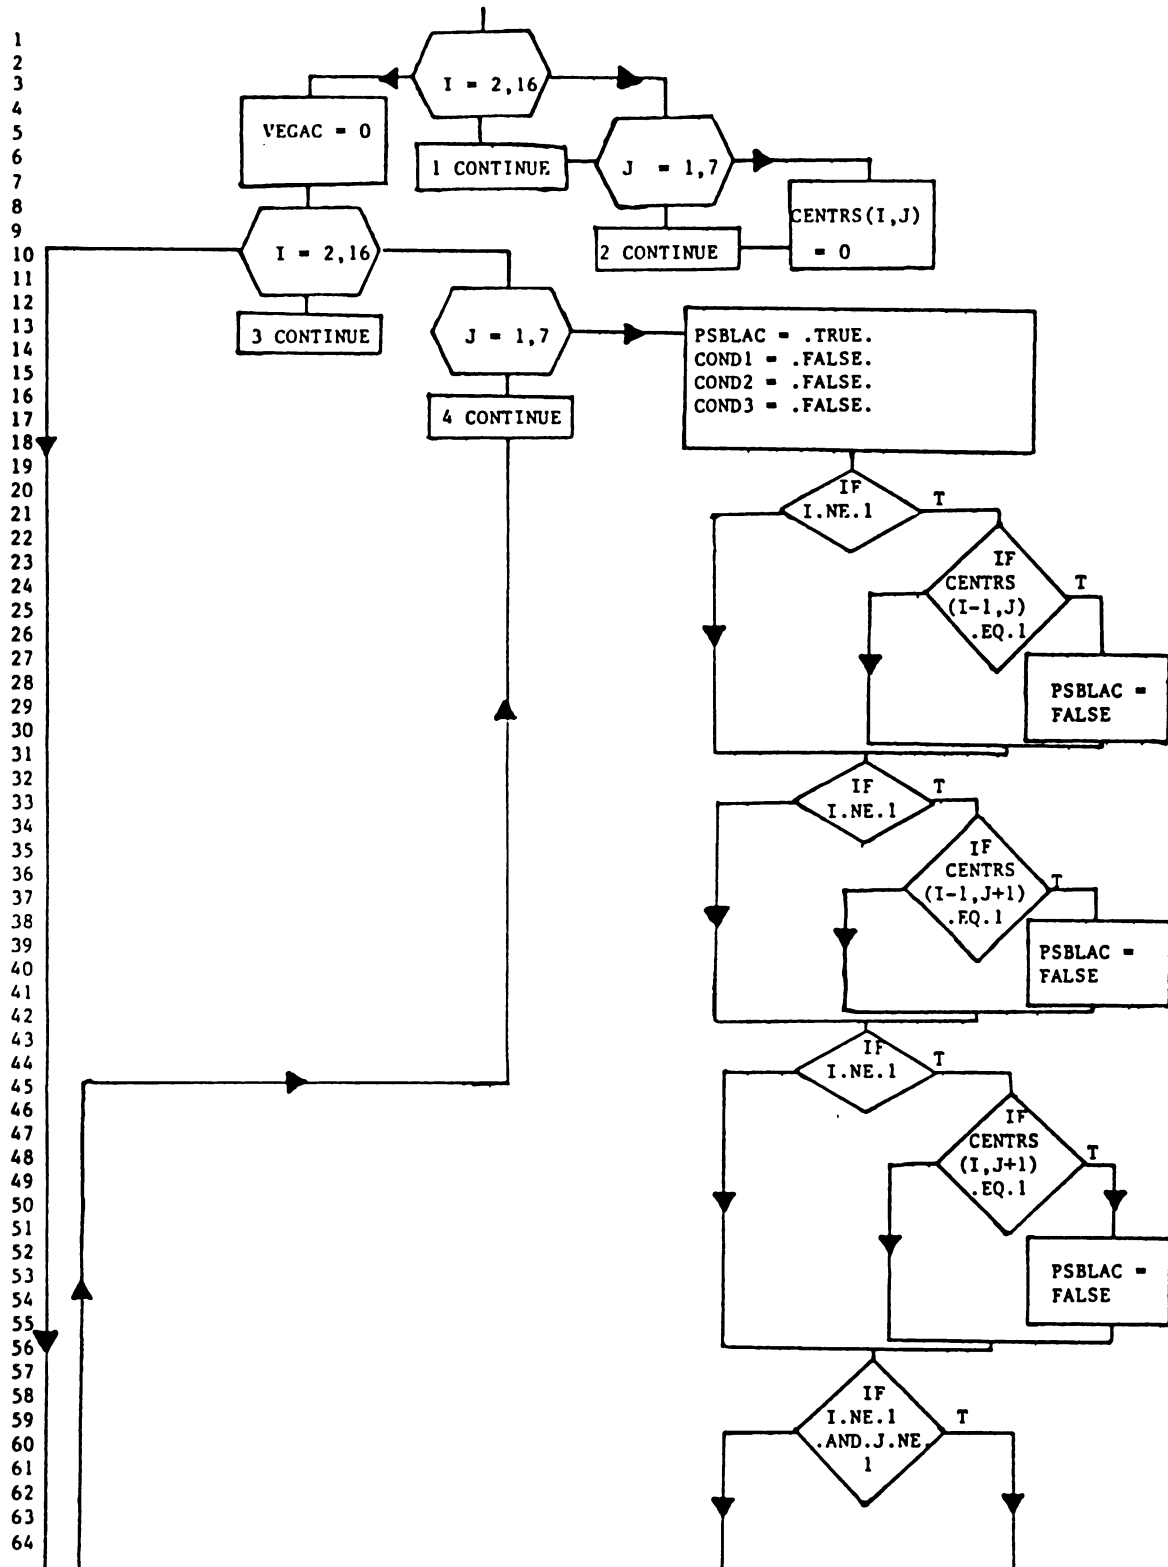 1
2
3
4
5
6
7
8
9
10
11
12
13
14
15
16
17
18
19
20
21
22
23
24
25
26
27
28
29
30
31
32
33
34
35
36
37
38
39
40
41
42
43
44
45
46
47
48
49
50
51
52
53
54
55
56
57
58
59
60
61
62
63
64
I = 2,16
VEGAC = 0
1 CONTINUE
J = 1,7
CENTRS(I,J)
= 0
2 CONTINUE
I = 2,16
3 CONTINUE
J = 1,7
4 CONTINUE
PSBLAC = .TRUE.
COND1 = .FALSE.
COND2 = .FALSE.
COND3 = .FALSE.
IF
I.NE.1
T
IF
CENTRS
(I-1,J)
.EQ.1
T
PSBLAC =
FALSE
IF
I.NE.1
T
IF
CENTRS
(I-1,J+1)
.EQ.1
T
PSBLAC =
FALSE
IF
I.NE.1
T
IF
CENTRS
(I,J+1)
.EQ.1
T
PSBLAC =
FALSE
IF
I.NE.1
.AND.J.NE.
1
T